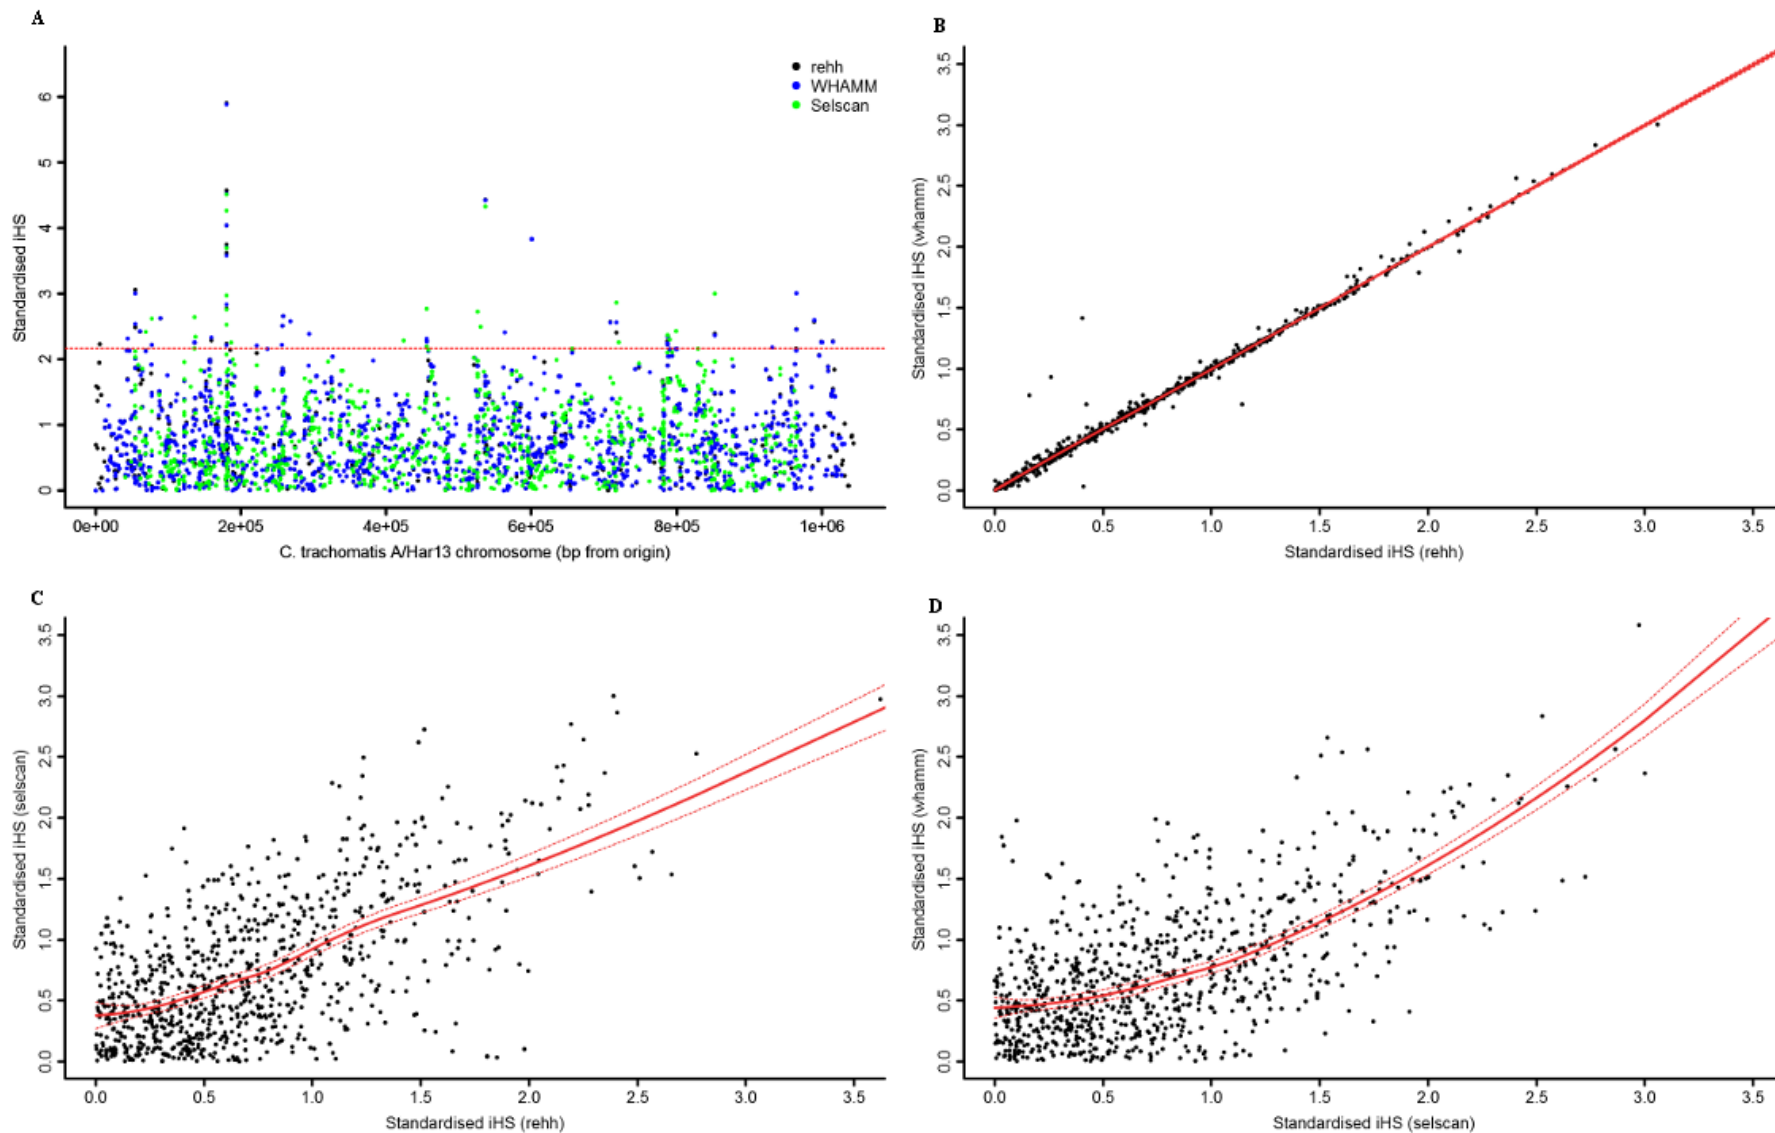 A
rehh
WHAMM
Selscan
Standardised iHS
6
5
4
3
2
1
0
0e+00 2e+05 4e+05 6e+05 8e+05 1e+06
C. trachomatis A/Har13 chromosome (bp from origin)
B
Standardised iHS (whamm)
3.5
3.0
2.5
2.0
1.5
1.0
0.5
0.0
0.0 0.5 1.0 1.5 2.0 2.5 3.0 3.5
Standardised iHS (rehh)
C
Standardised iHS (selscan)
3.5
3.0
2.5
2.0
1.5
1.0
0.5
0.0
0.0 0.5 1.0 1.5 2.0 2.5 3.0 3.5
Standardised iHS (rehh)
D
Standardised iHS (whamm)
3.5
3.0
2.5
2.0
1.5
1.0
0.5
0.0
0.0 0.5 1.0 1.5 2.0 2.5 3.0 3.5
Standardised iHS (selscan)